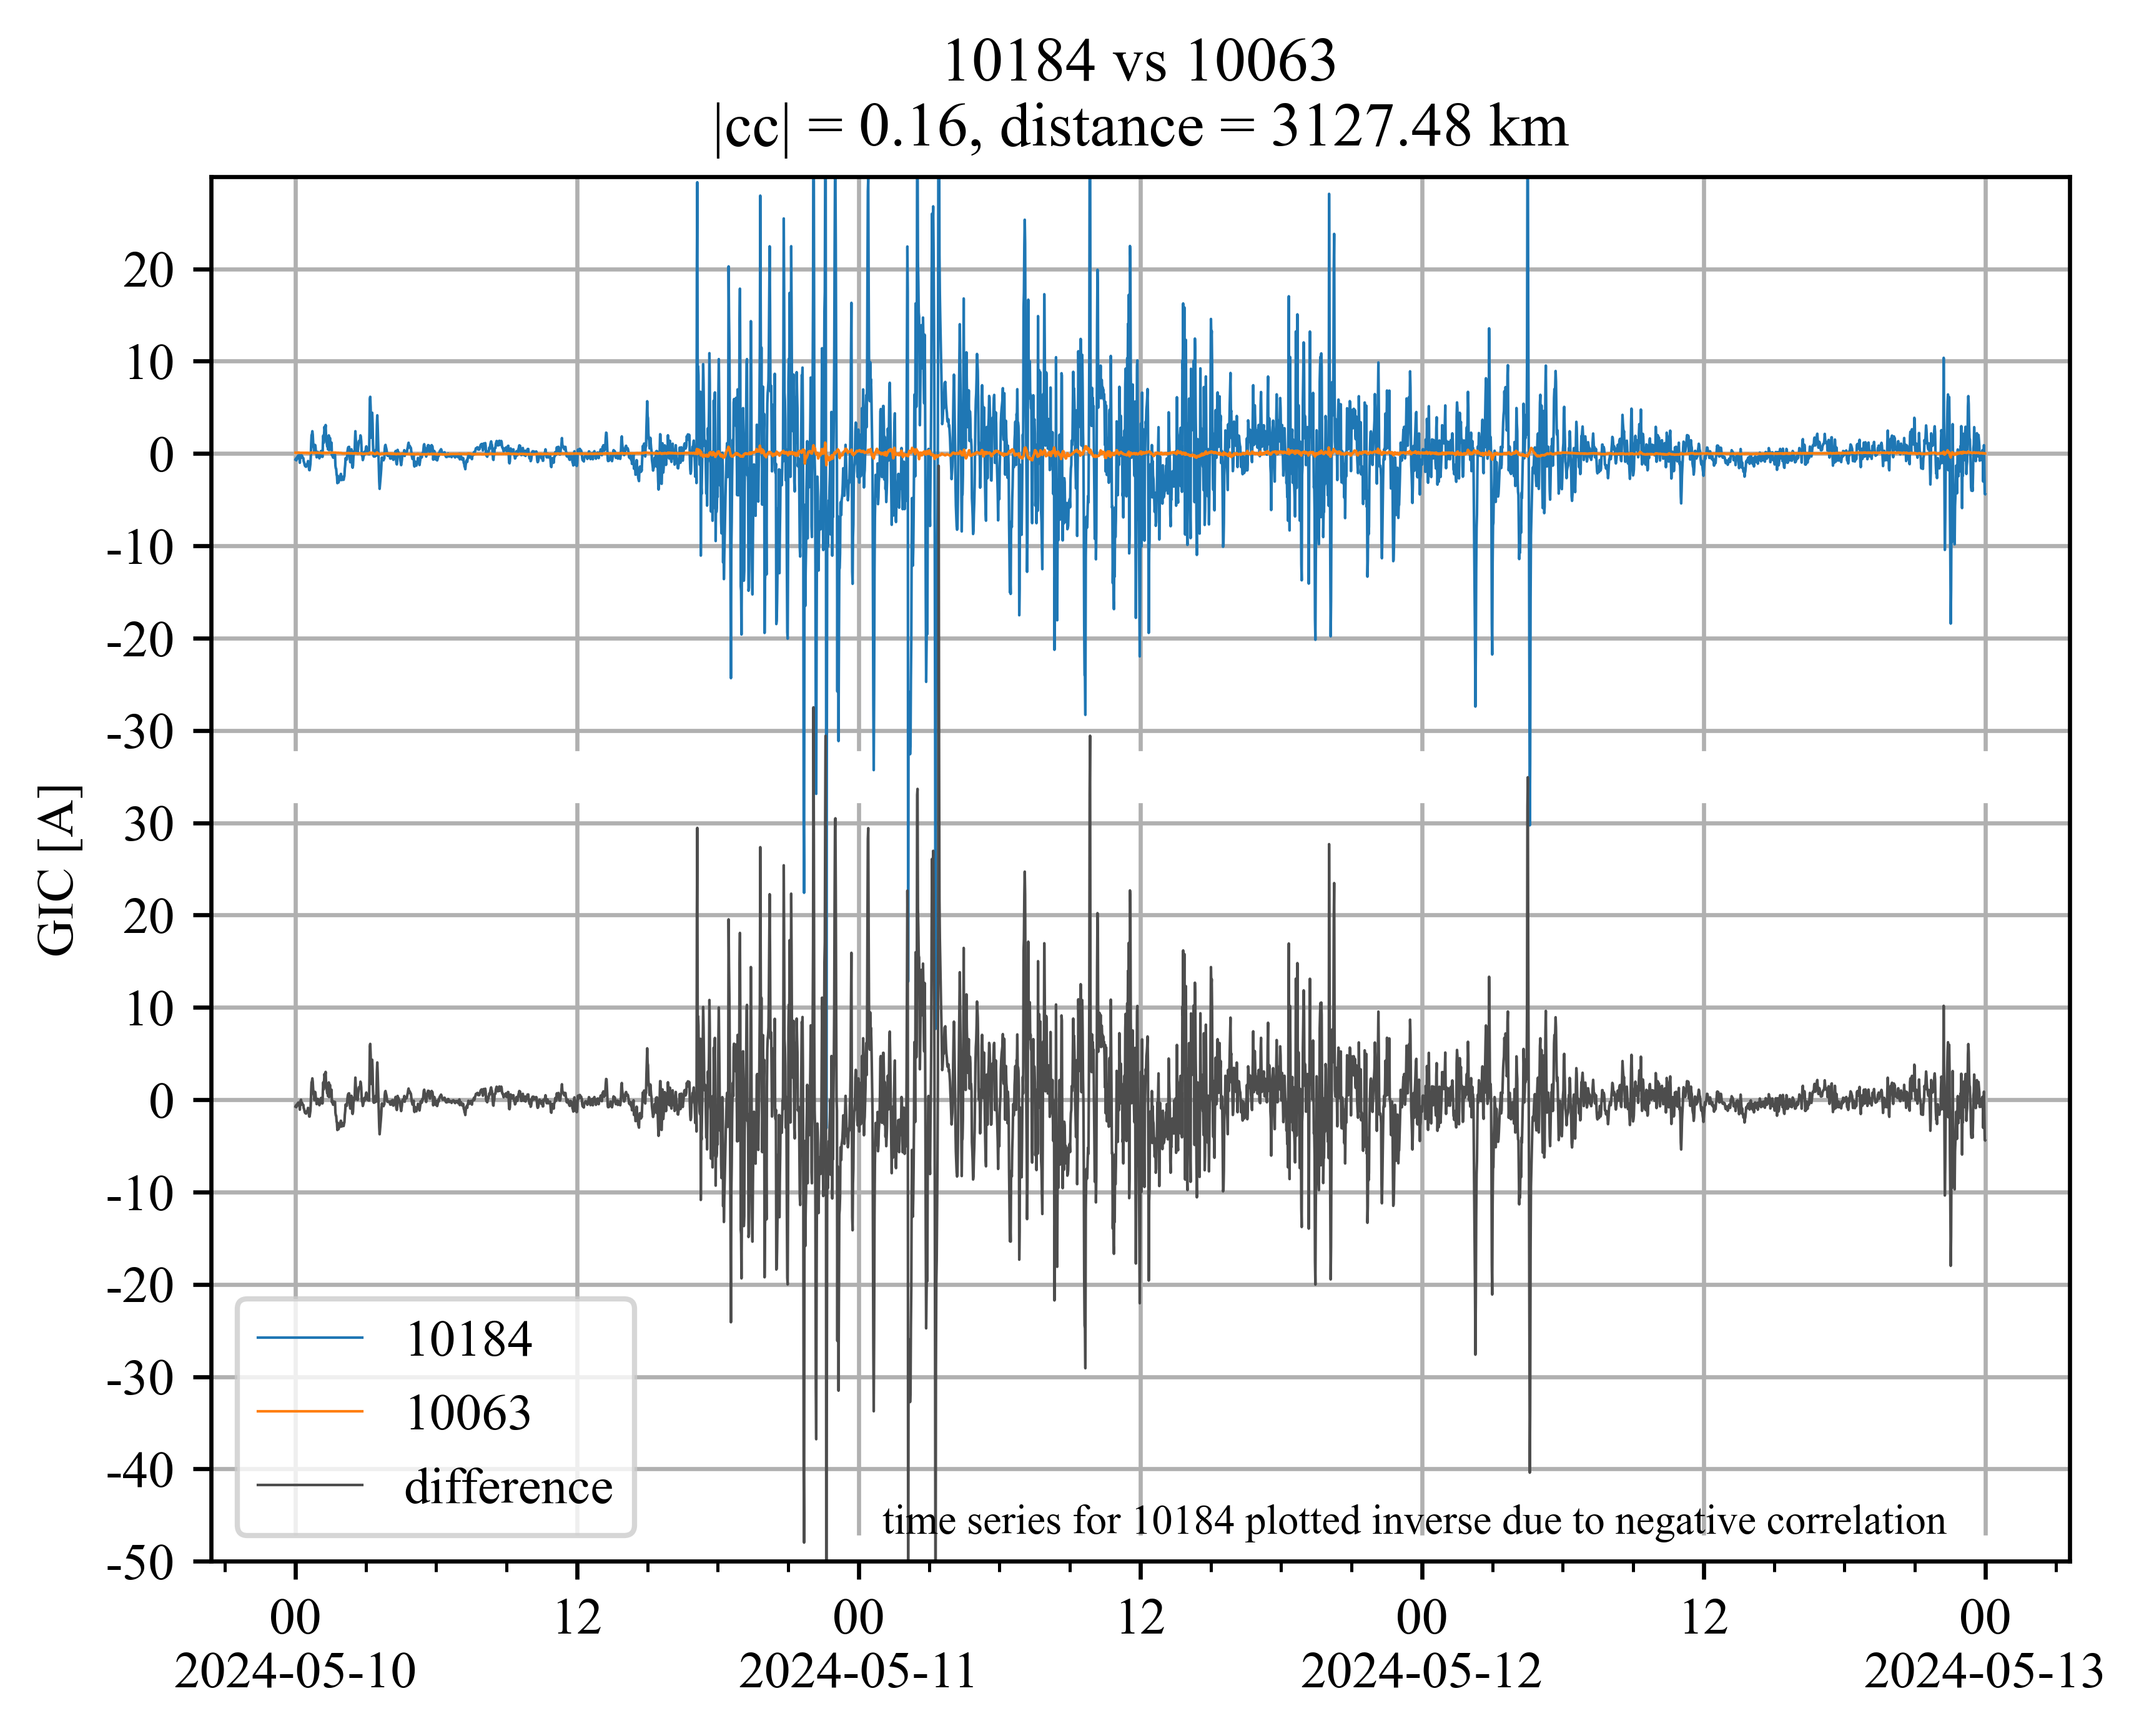 10184 vs 10063
|cc| = 0.16, distance = 3127.48 km
GIC [A]
20
10
0
-10
-20
-30
30
20
10
0
-10
-20
-30
-40
-50
10184
10063
difference
time series for 10184 plotted inverse due to negative correlation
00 12 00 12 00 12 00
2024-05-10 2024-05-11 2024-05-12 2024-05-13